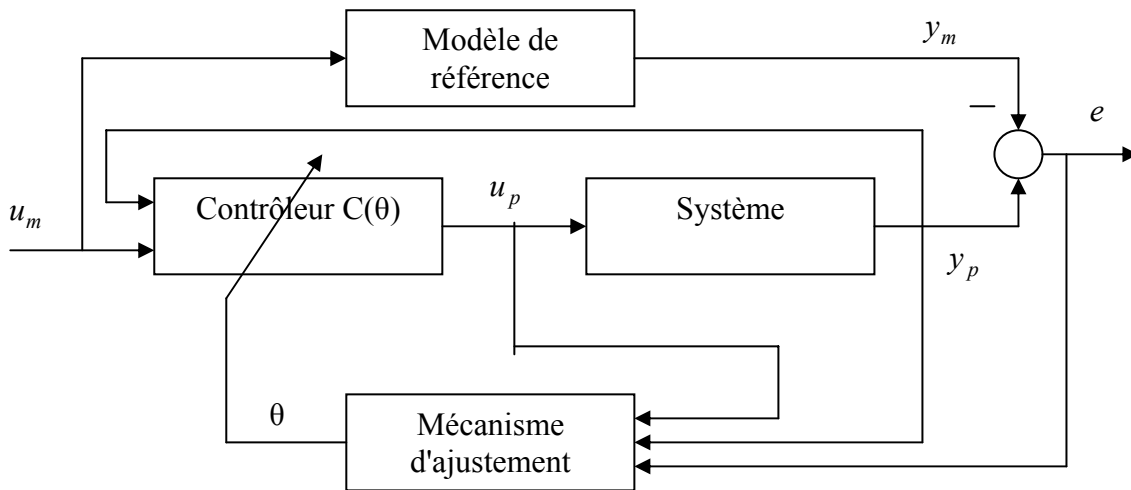 Modèle de
référence
y_m
—
e
u_m
Contrôleur C(θ)
u_p
Système
y_p
θ
Mécanisme
d'ajustement